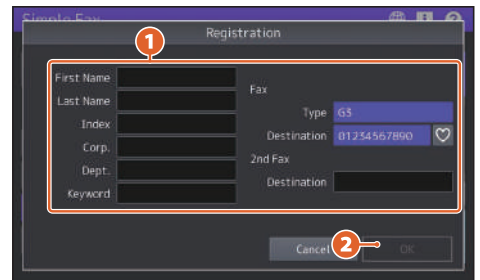 Simple Fax
Registration
1
First Name
Last Name
Index
Corp.
Dept.
Keyword
Fax
Type G3
Destination 01234567890
2nd Fax
Destination
Cancel
2
OK